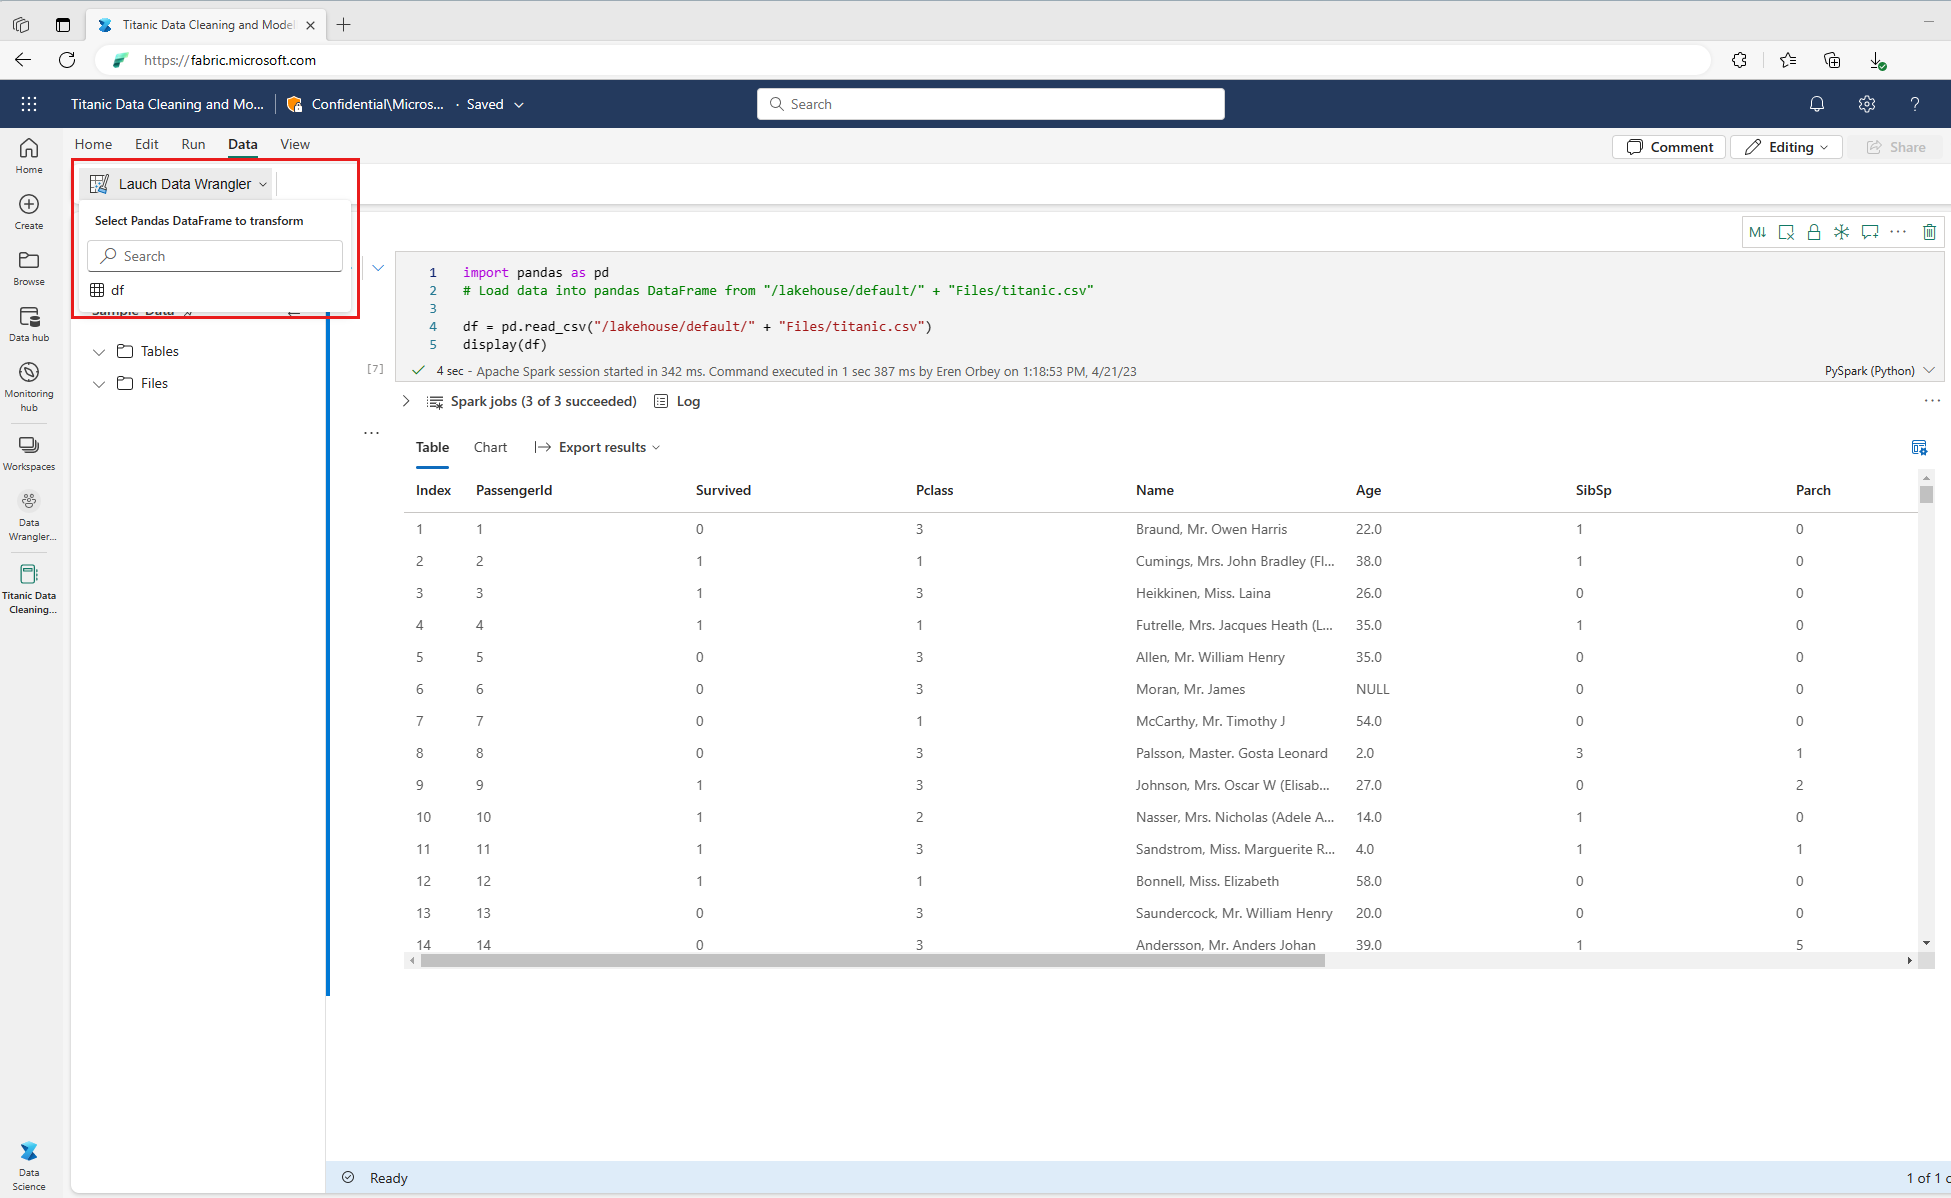 Titanic Data Cleaning and Model
https://fabric.microsoft.com
Titanic Data Cleaning and Mo... Confidential\Micros... · Saved Search
Home Edit Run Data View Comment Editing Share
Lauch Data Wrangler
Select Pandas DataFrame to transform
Search
df
Tables
Files
Home
Create
Browse
Data hub
Monitoring
hub
Workspaces
Data
Wrangler...
Titanic Data
Cleaning...
Data
Science
M↓
1 import pandas as pd
2 # Load data into pandas DataFrame from "/lakehouse/default/" + "Files/titanic.csv"
3
4 df = pd.read_csv("/lakehouse/default/" + "Files/titanic.csv")
5 display(df)
[7] 4 sec - Apache Spark session started in 342 ms. Command executed in 1 sec 387 ms by Eren Orbey on 1:18:53 PM, 4/21/23 PySpark (Python)
Spark jobs (3 of 3 succeeded) Log
Table Chart Export results
Index PassengerId Survived Pclass Name Age SibSp Parch
1 1 0 3 Braund, Mr. Owen Harris 22.0 1 0
2 2 1 1 Cumings, Mrs. John Bradley (Fl... 38.0 1 0
3 3 1 3 Heikkinen, Miss. Laina 26.0 0 0
4 4 1 1 Futrelle, Mrs. Jacques Heath (L... 35.0 1 0
5 5 0 3 Allen, Mr. William Henry 35.0 0 0
6 6 0 3 Moran, Mr. James NULL 0 0
7 7 0 1 McCarthy, Mr. Timothy J 54.0 0 0
8 8 0 3 Palsson, Master. Gosta Leonard 2.0 3 1
9 9 1 3 Johnson, Mrs. Oscar W (Elisab... 27.0 0 2
10 10 1 2 Nasser, Mrs. Nicholas (Adele A... 14.0 1 0
11 11 1 3 Sandstrom, Miss. Marguerite R... 4.0 1 1
12 12 1 1 Bonnell, Miss. Elizabeth 58.0 0 0
13 13 0 3 Saundercock, Mr. William Henry 20.0 0 0
14 14 0 3 Andersson, Mr. Anders Johan 39.0 1 5
Ready 1 of 1 c